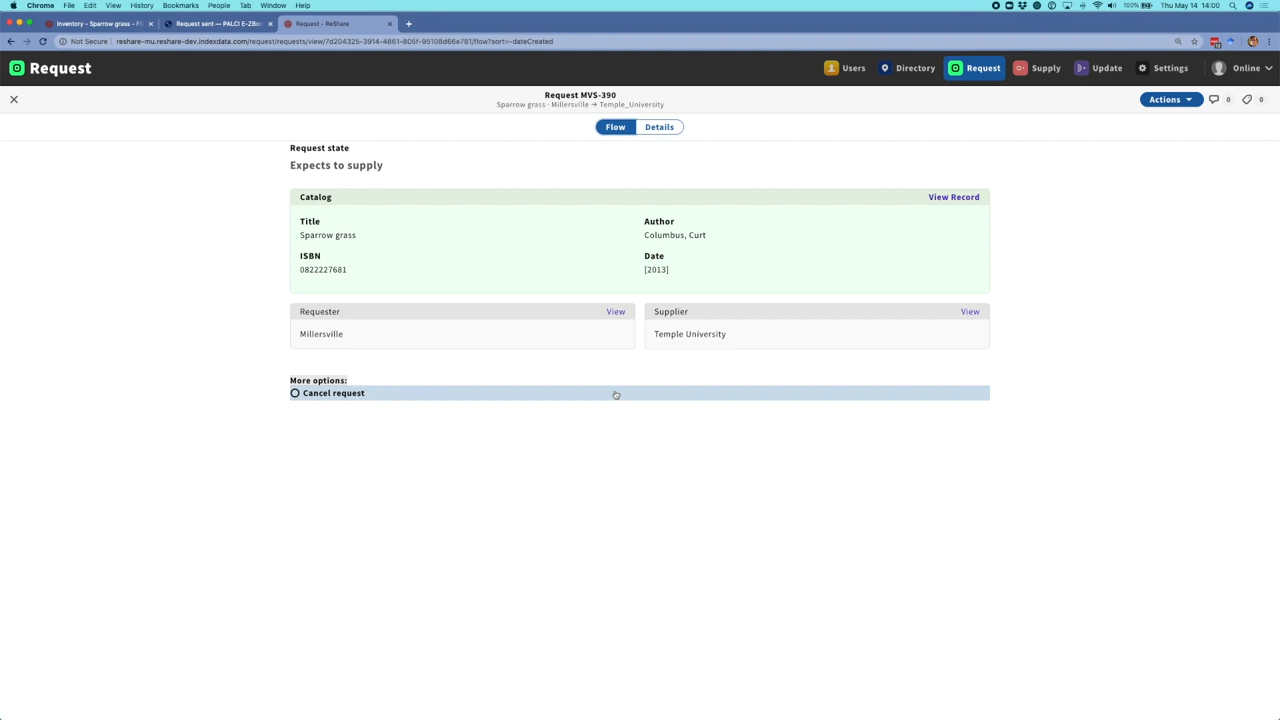 Chrome File Edit View History Bookmarks People Tab Window Help
100% Thu May 14 14:00
Inventory - Sparrow grass - F
Request sent — PALCI E-ZBor
Request - ReShare
Not Secure reshare-mu.reshare-dev.indexdata.com/request/requests/view/7d204325-3914-4861-805f-95108d66e781/flow?sort=-dateCreated
Request Users Directory Request Supply Update Settings Online
Request MVS-390
Sparrow grass · Millersville → Temple_University
Actions 0 0
Flow Details
Request state
Expects to supply
Catalog View Record
Title Author
Sparrow grass Columbus, Curt
ISBN Date
0822227681 [2013]
Requester View Supplier View
Millersville Temple University
More options:
Cancel request